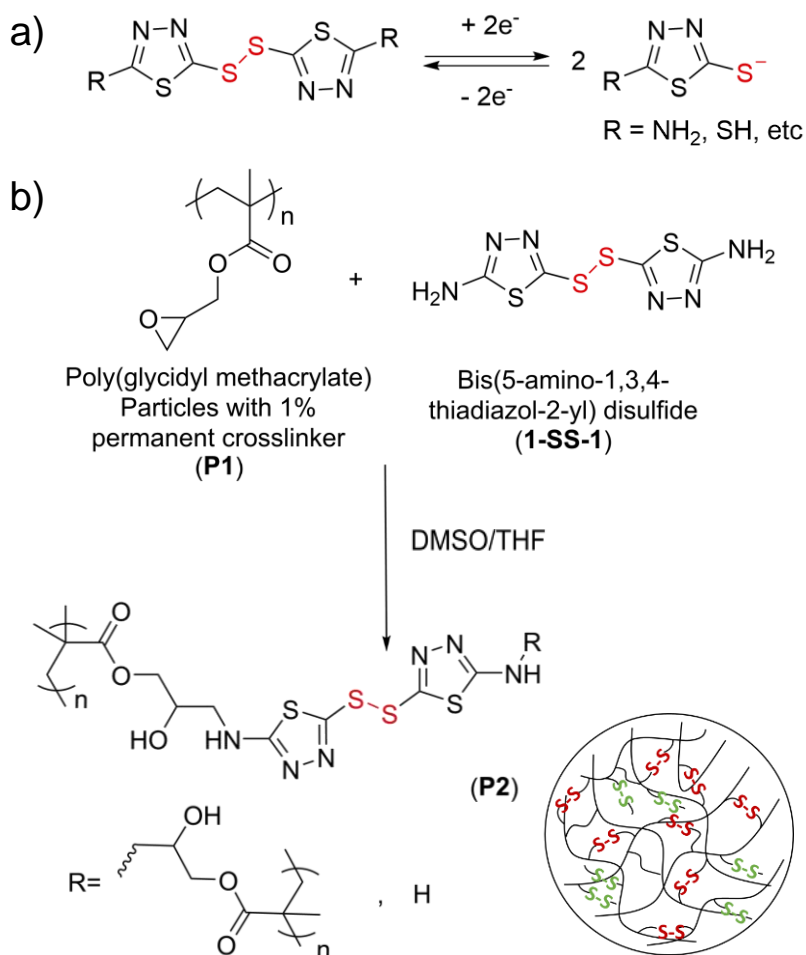 a)
N N S R
S S
R S N N
+ 2e⁻
- 2e⁻
2
N N
R S S⁻
R = NH₂, SH, etc
b)
n
O O
O
+
N N S NH₂
S S
H₂N S N N
Poly(glycidyl methacrylate)
Particles with 1%
permanent crosslinker
(P1)
Bis(5-amino-1,3,4-
thiadiazol-2-yl) disulfide
(1-SS-1)
DMSO/THF
O
n
O
HO HN
S
N N
S S
N N
S
R
NH
(P2)
R=
OH
O
O
n
, H
S-S
S-S
S-S
S-S
S-S
S-S
S-S
S-S
S-S
S-S
S-S
S-S
S-S
S-S